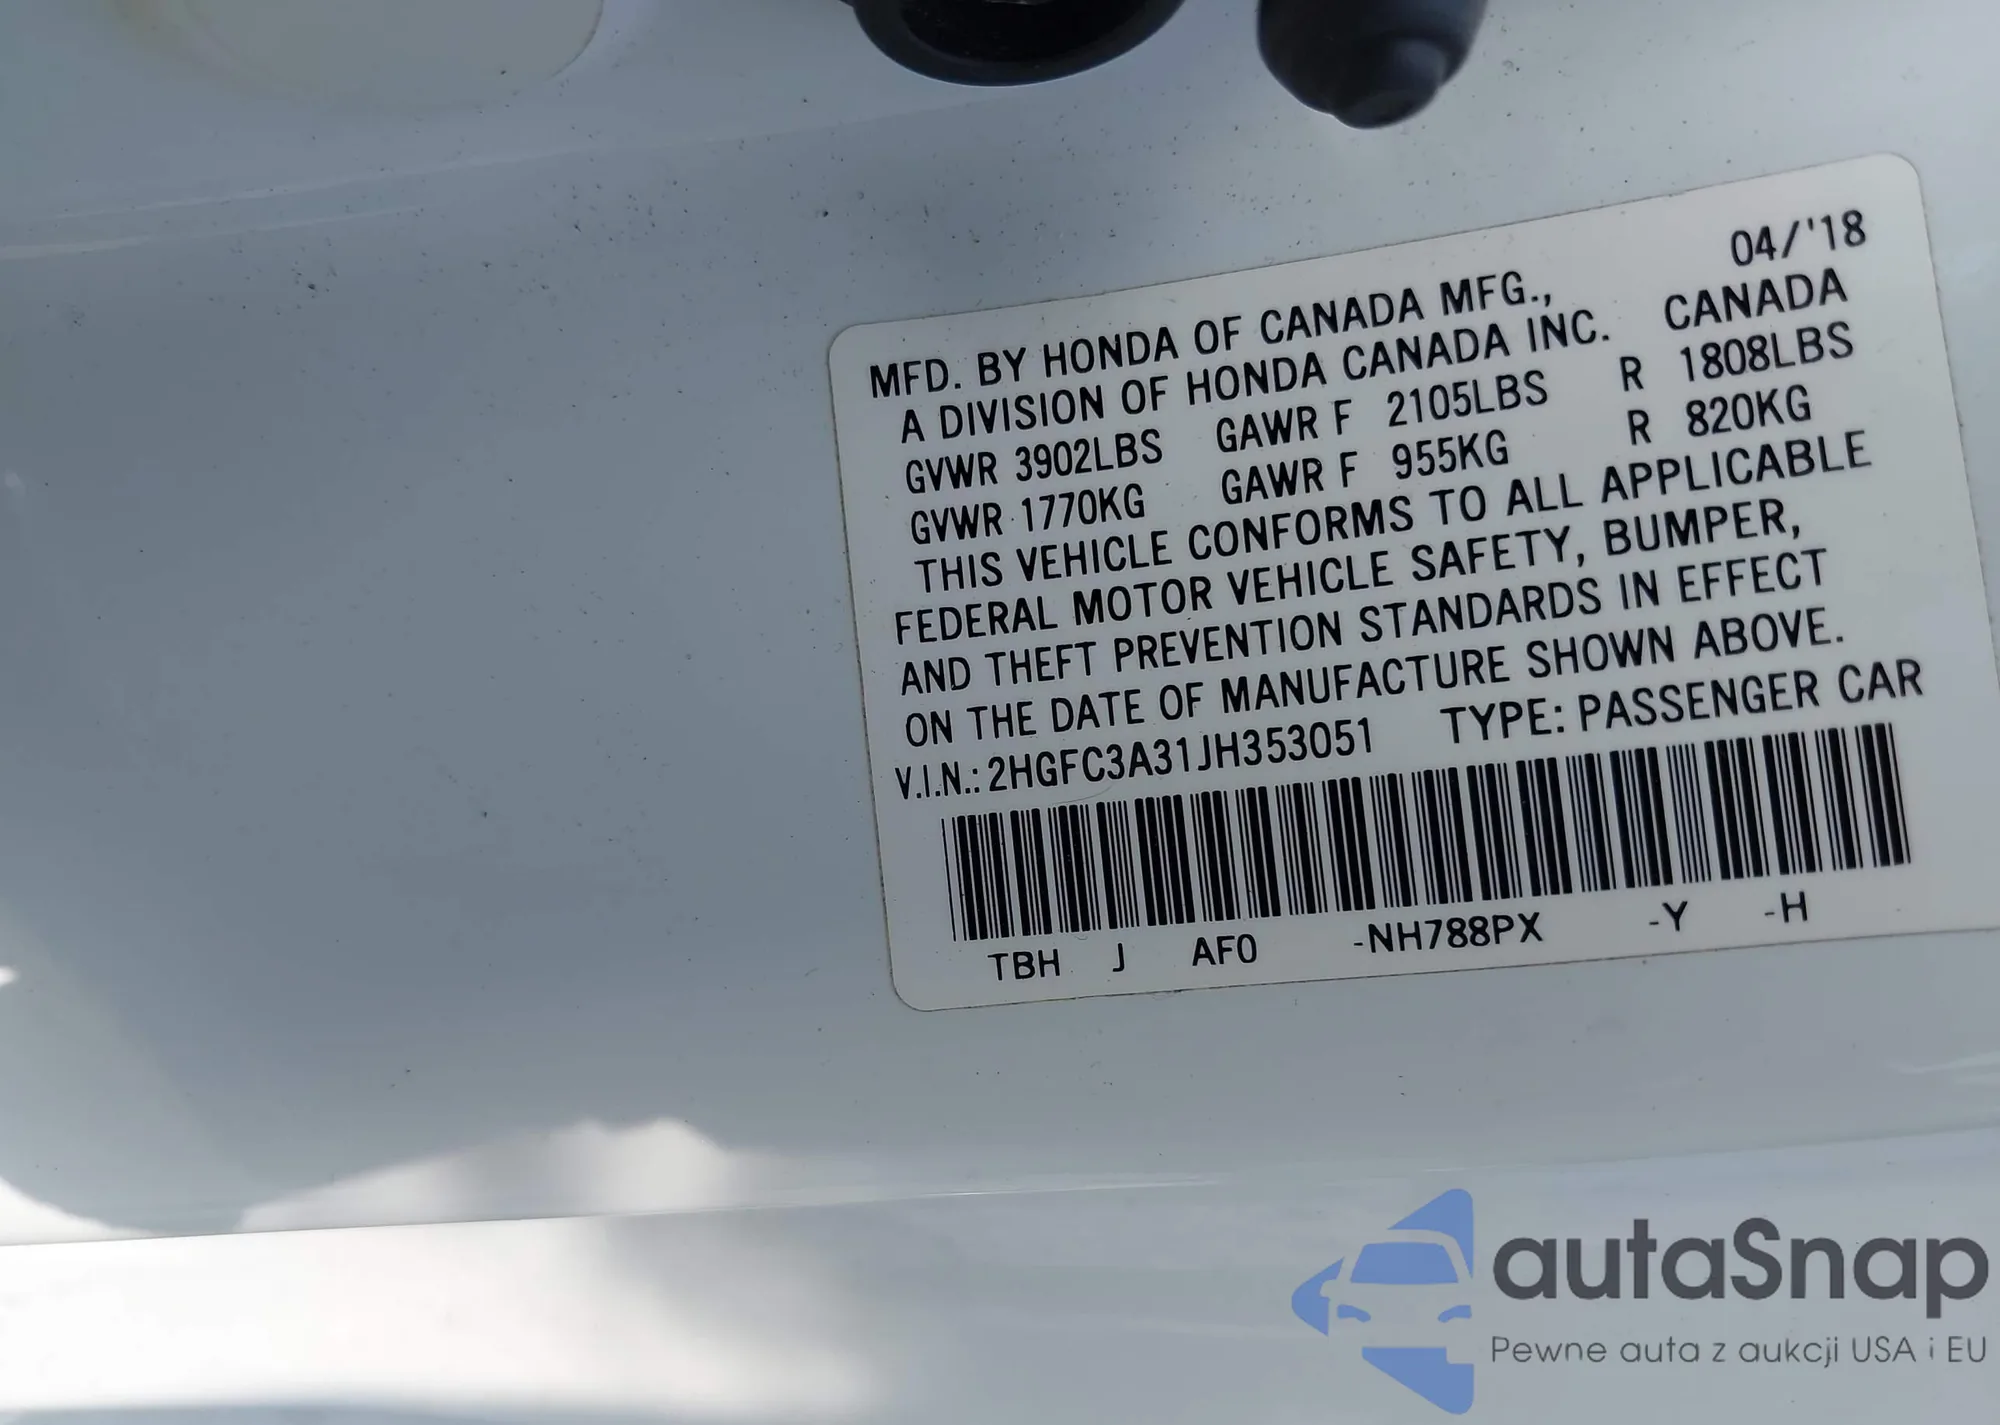 04/'18
MFD. BY HONDA OF CANADA MFG.,
A DIVISION OF HONDA CANADA INC. CANADA
GVWR 3902LBS GAWR F 2105LBS R 1808LBS
GVWR 1770KG GAWR F 955KG R 820KG
THIS VEHICLE CONFORMS TO ALL APPLICABLE
FEDERAL MOTOR VEHICLE SAFETY, BUMPER,
AND THEFT PREVENTION STANDARDS IN EFFECT
ON THE DATE OF MANUFACTURE SHOWN ABOVE.
V.I.N.: 2HGFC3A31JH353051 TYPE: PASSENGER CAR
TBH J AF0 -NH788PX -Y -H
autaSnap
Pewne auta z aukcji USA i EU